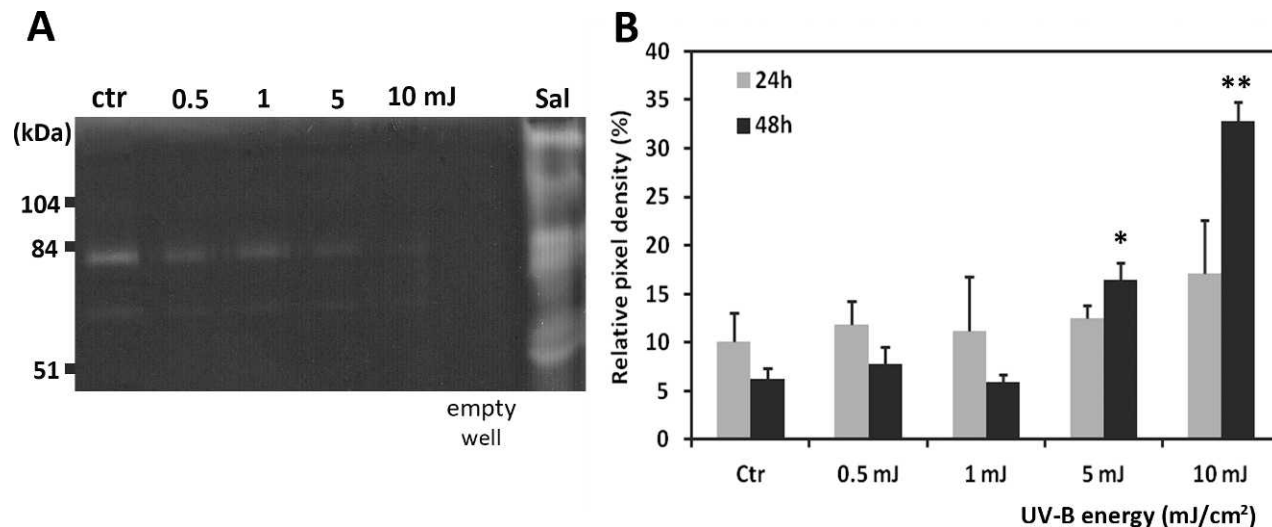 A
ctr 0.5 1 5 10 mJ Sal
(kDa)
104
84
51
empty
well
B
Relative pixel density (%)
40
35
30
25
20
15
10
5
0
24h
48h
*
**
Ctr 0.5 mJ 1 mJ 5 mJ 10 mJ
UV-B energy (mJ/cm²)